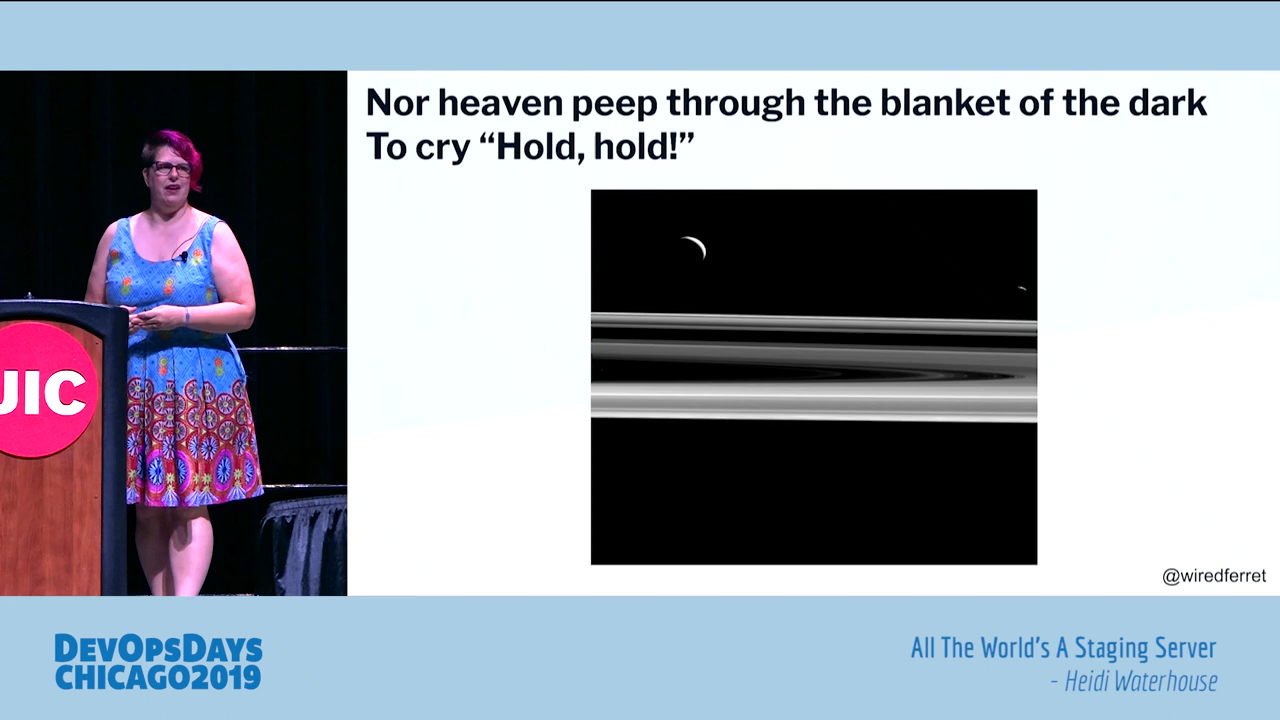 Nor heaven peep through the blanket of the dark
To cry “Hold, hold!”
UIC
@wiredferret
DEVOPSDAYS
CHICAGO2019
All The World's A Staging Server
- Heidi Waterhouse